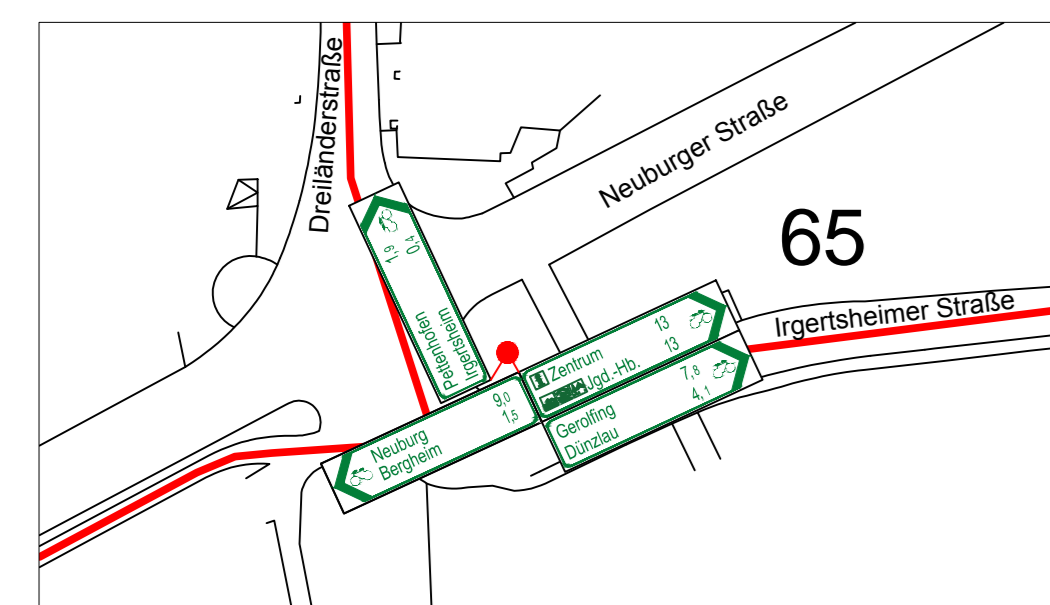 Dreiländerstraße
Neuburger Straße
65
Irgertsheimer Straße
Pettenhofen 1,9
Irgertsheim 0,4
Zentrum 13
Jgd.-Hb. 13
Gerolfing 7,8
Dünzlau 4,1
Neuburg 9,0
Bergheim 1,5